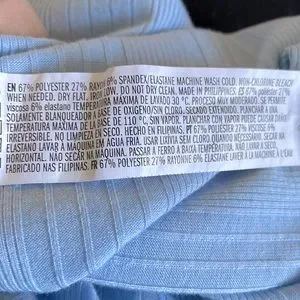 EN 67% POLYESTER 27% RAYON 6% SPANDEX/ELASTANE MACHINE WASH COLD. NON-CHLORINE BLEACH
WHEN NEEDED. DRY FLAT. IRON LOW. DO NOT DRY CLEAN. MADE IN PHILIPPINES. ES 67% poliéster 27%
viscosa 6% elastano TEMPERATURA MÁXIMA DE LAVADO 30 °C. PROCESO MUY MODERADO. SE PERMITE
SOLAMENTE BLANQUEADOR A BASE DE OXÍGENO/SIN CLORO. SECADO EXTENDIDO. PLANCHAR A UNA
TEMPERATURA MÁXIMA DE LA BASE DE 110 °C, SIN VAPOR. PLANCHAR CON VAPOR PUEDE CAUSAR DAÑO
IRREVERSIBLE. NO LIMPIEZA EN SECO. HECHO EN FILIPINAS. PT 67% POLIÉSTER 27% VISCOSE 6%
ELASTANO LAVAR À MÁQUINA EM ÁGUA FRIA. USAR LIXÍVIA SEM CLORO QUANDO NECESSÁRIO. SECAR NA
HORIZONTAL. NÃO SECAR NA MÁQUINA. PASSAR A FERRO A BAIXA TEMPERATURA. NÃO LIMPAR A SECO.
FABRICADO NAS FILIPINAS. FR 67% POLYESTER 27% RAYONNE 6% ÉLASTHANNE LAVER À LA MACHINE À L'EAU